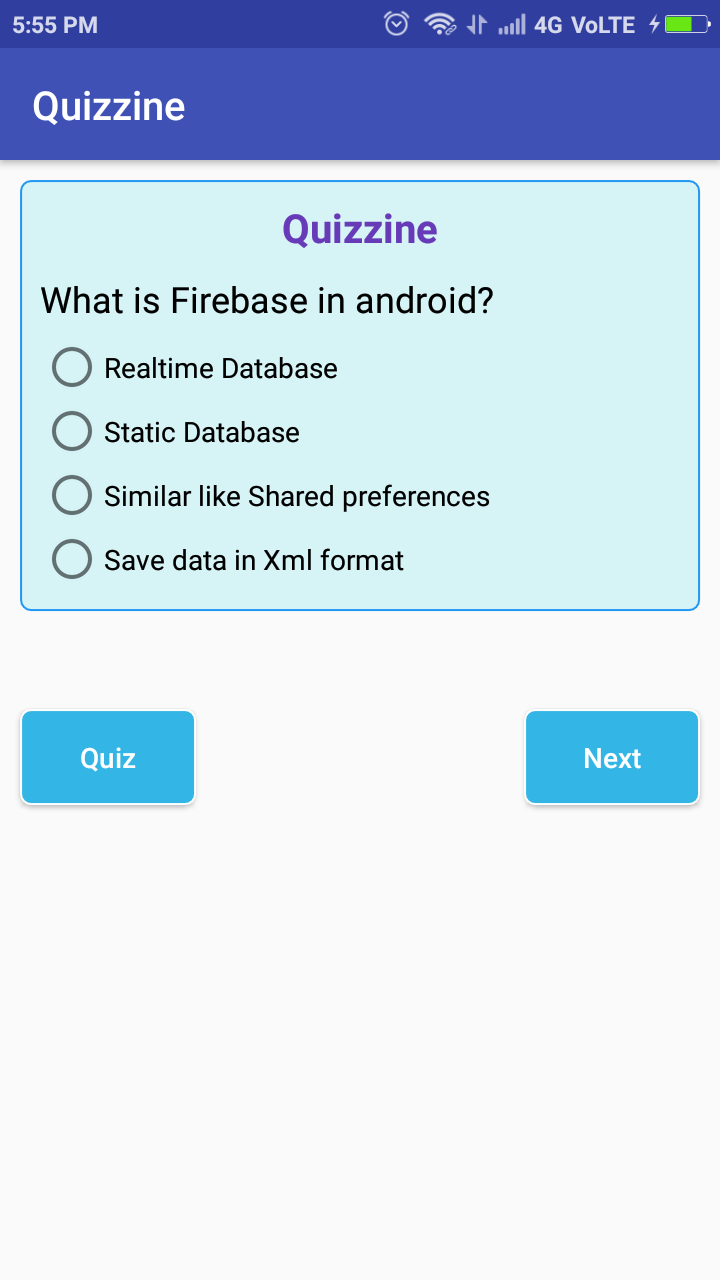 5:55 PM 4G VoLTE
Quizzine
Quizzine
What is Firebase in android?
Realtime Database
Static Database
Similar like Shared preferences
Save data in Xml format
Quiz Next